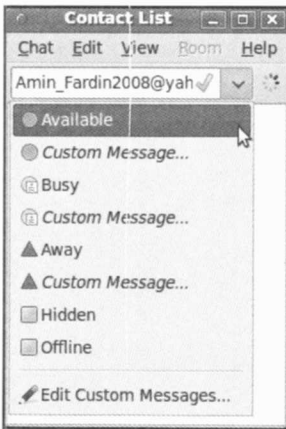 Contact List
Chat Edit View Room Help
Amin_Fardin2008@yah
Available
Custom Message...
Busy
Custom Message...
Away
Custom Message...
Hidden
Offline
Edit Custom Messages...